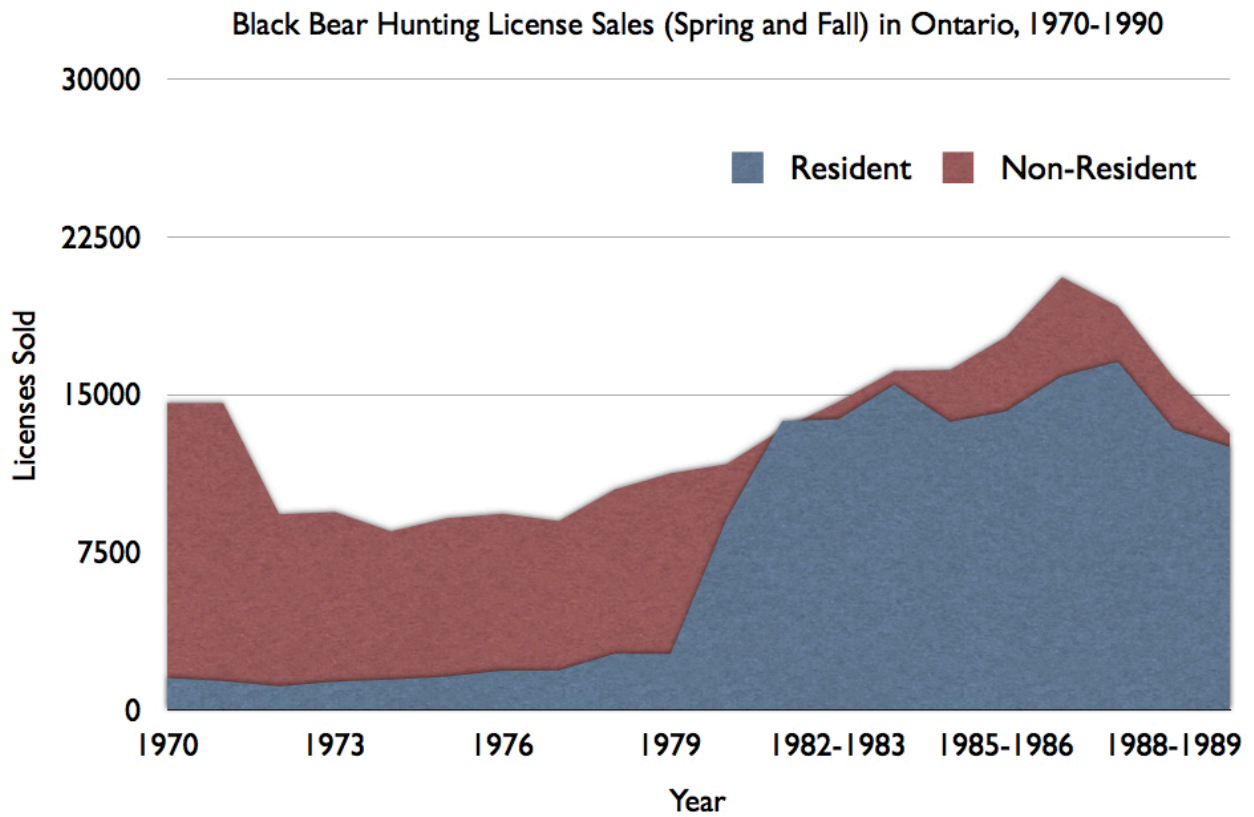 Black Bear Hunting License Sales (Spring and Fall) in Ontario, 1970-1990
30000
Resident Non-Resident
22500
Licenses Sold
15000
7500
0
1970 1973 1976 1979 1982-1983 1985-1986 1988-1989
Year